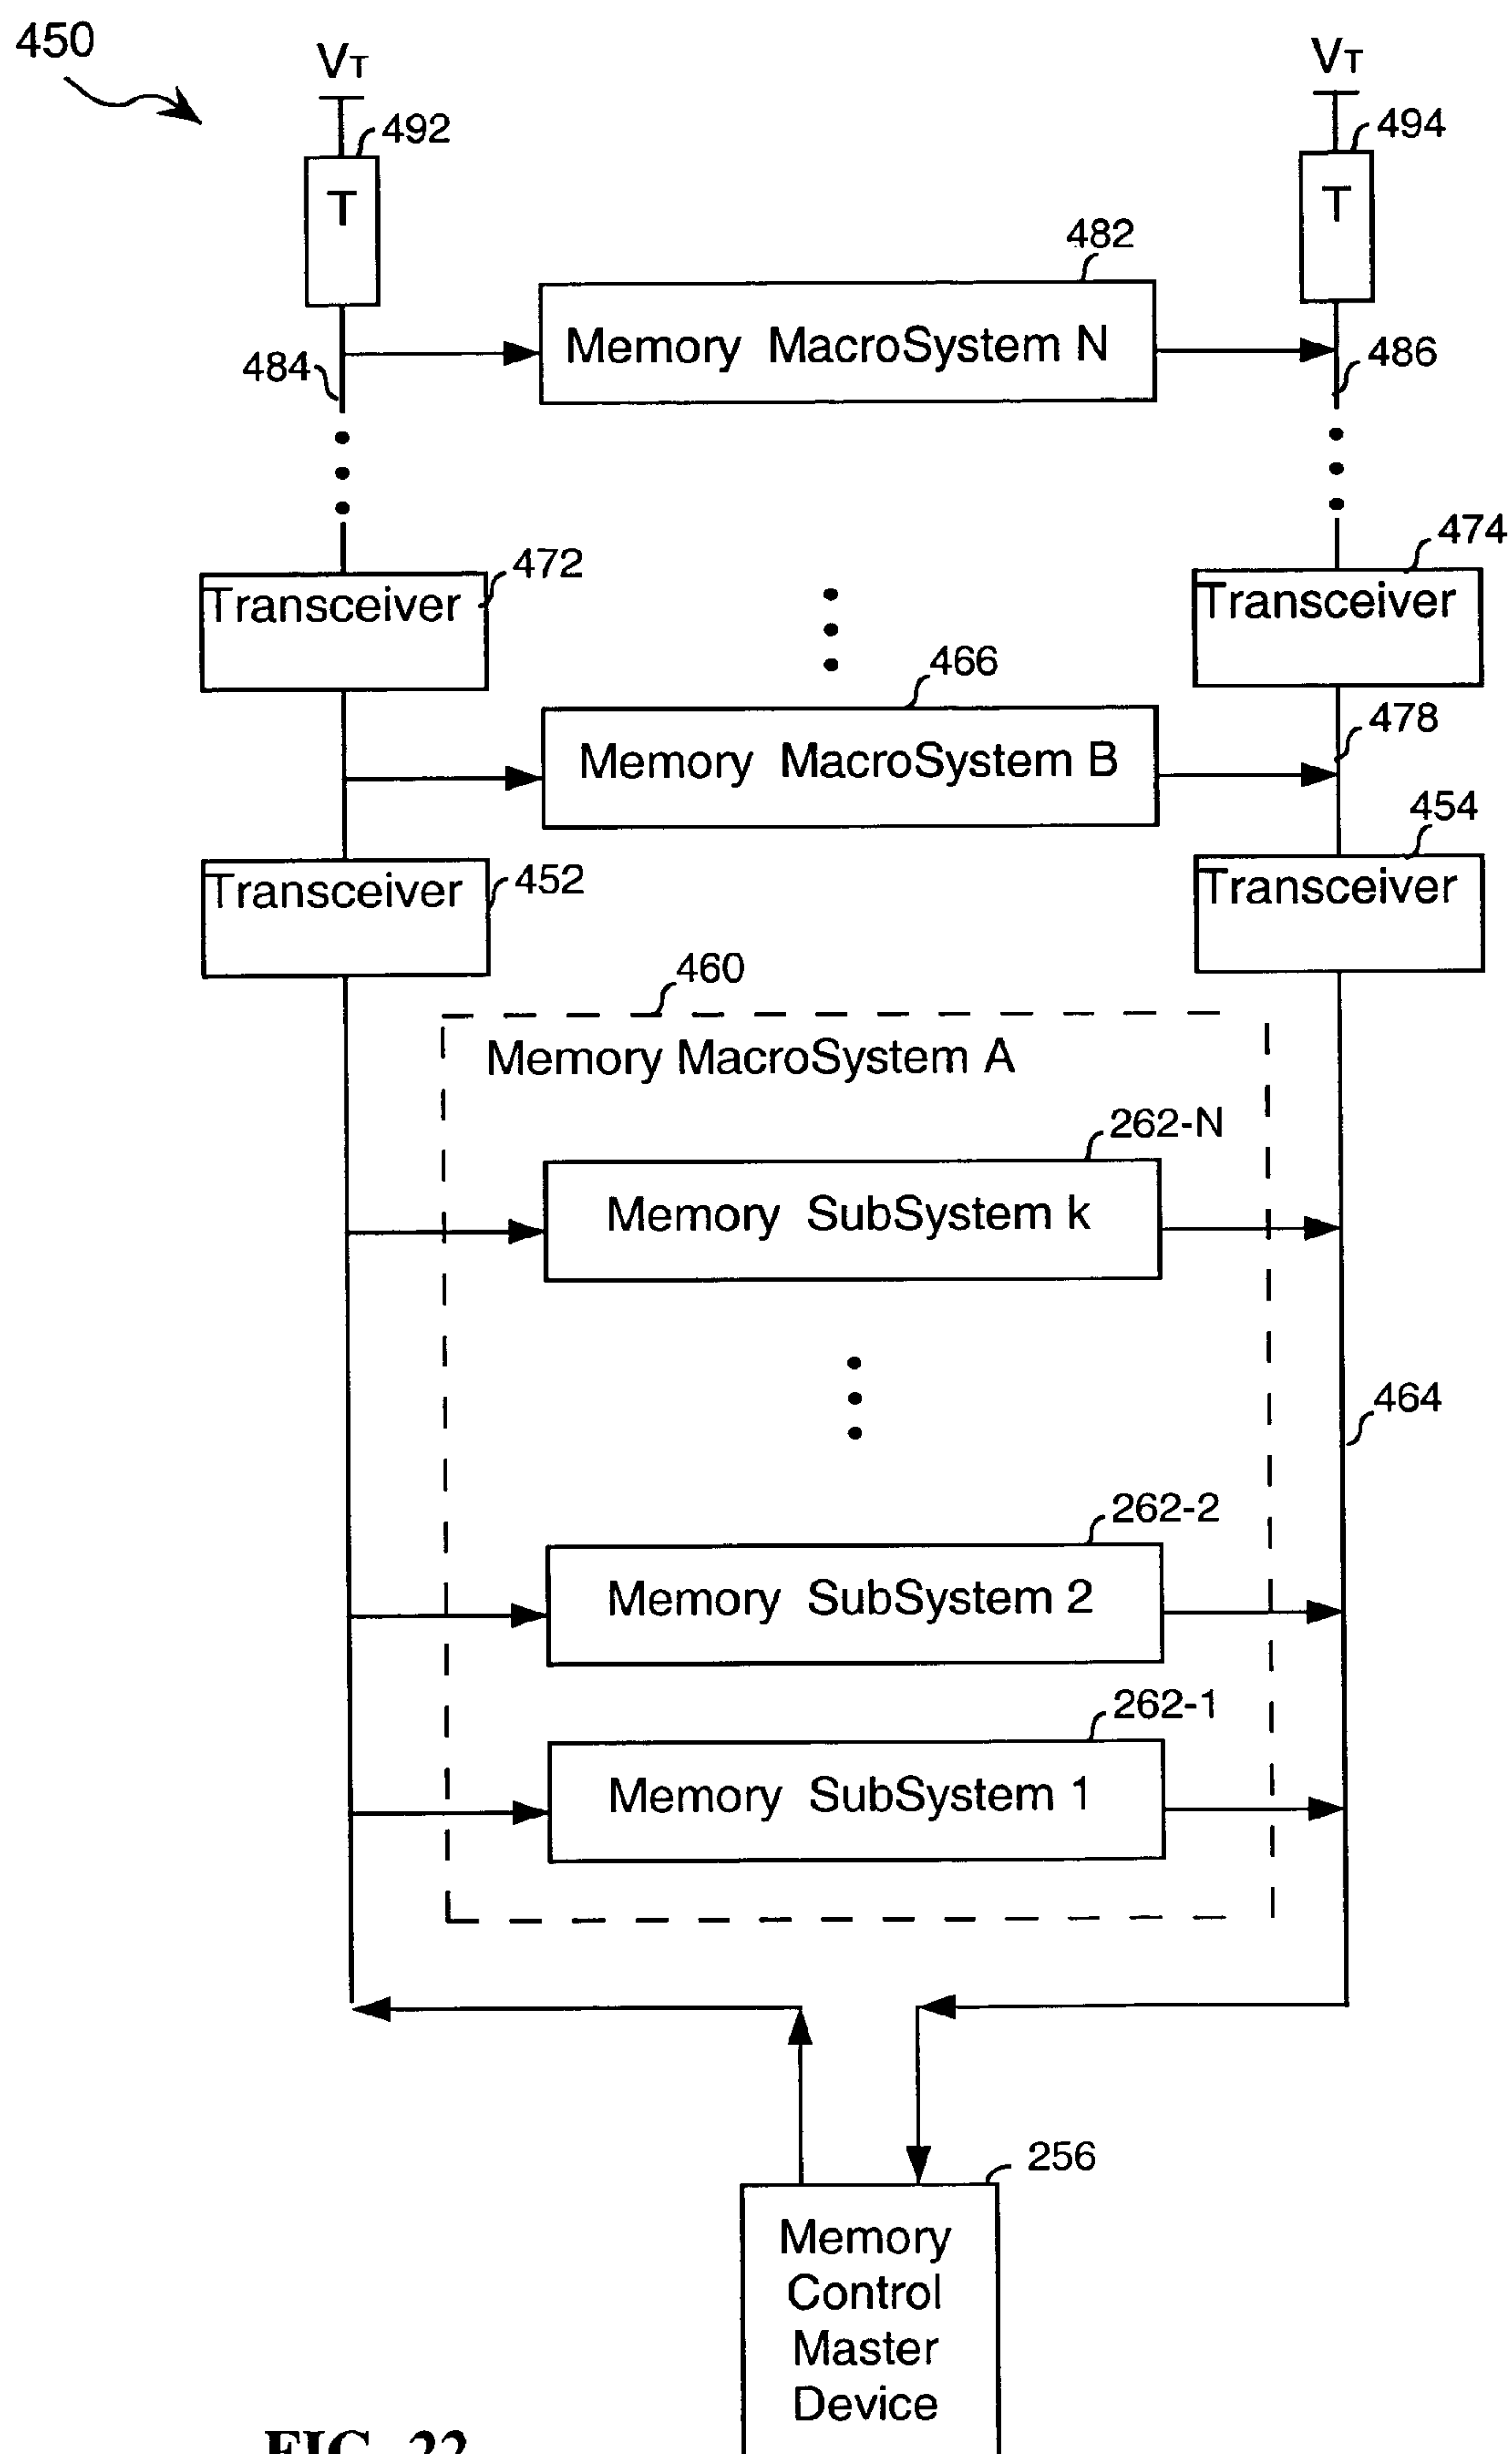 450
VT
VT
492
494
T
T
482
Memory MacroSystem N
484
486
472
474
Transceiver
Transceiver
466
478
Memory MacroSystem B
454
Transceiver
452
Transceiver
460
Memory MacroSystem A
262-N
Memory SubSystem k
464
262-2
Memory SubSystem 2
262-1
Memory SubSystem 1
256
Memory
Control
Master
Device
FIG. 22